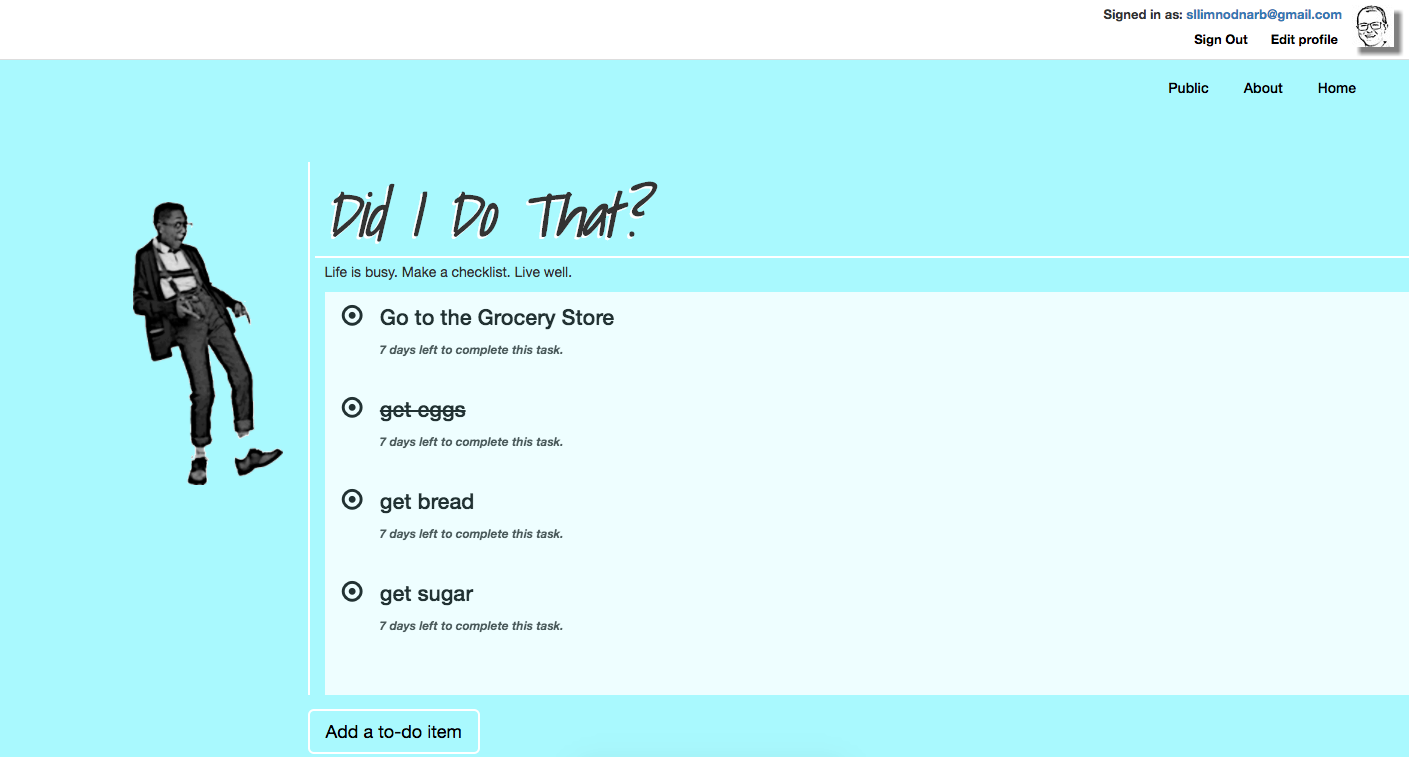 Signed in as: sllimnodnarb@gmail.com
Sign Out Edit profile
Public About Home
Did I Do That?
Life is busy. Make a checklist. Live well.
Go to the Grocery Store
7 days left to complete this task.
get eggs
7 days left to complete this task.
get bread
7 days left to complete this task.
get sugar
7 days left to complete this task.
Add a to-do item